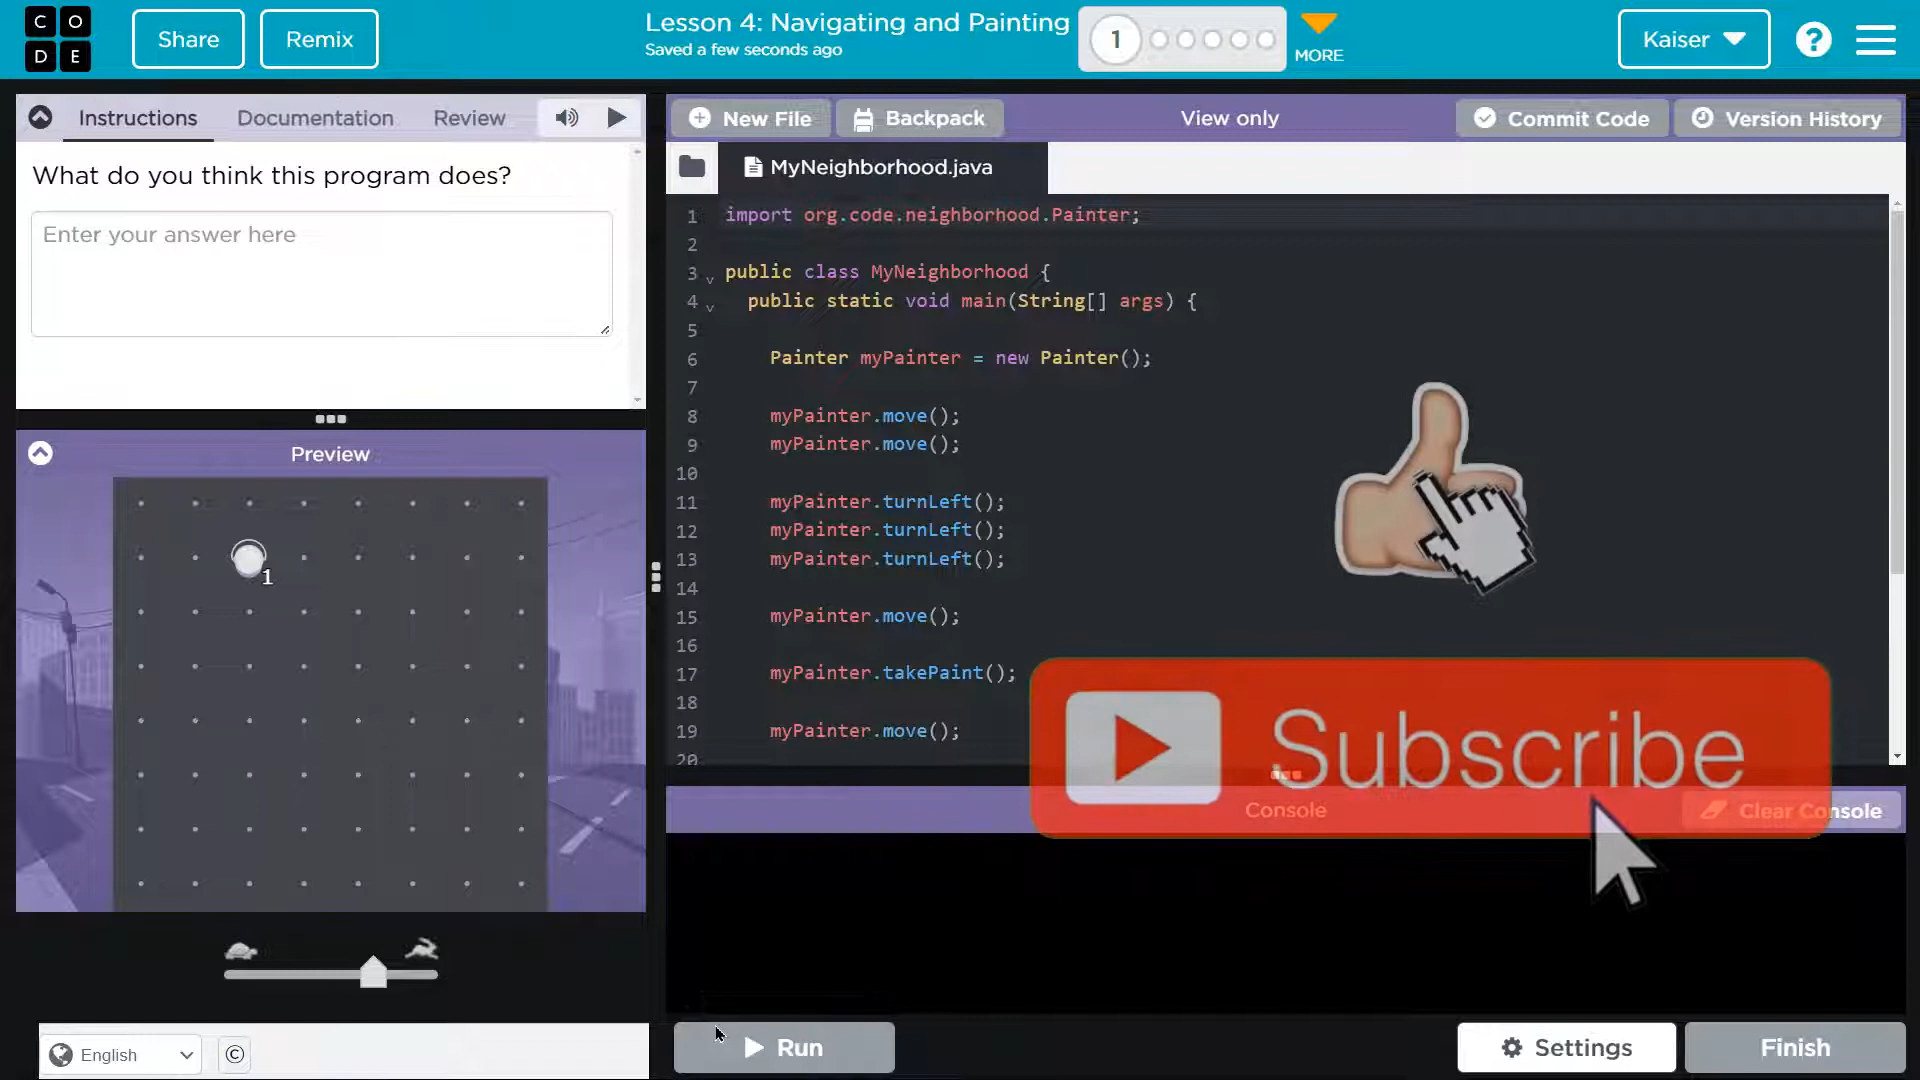 CODE
Share
Remix
Lesson 4: Navigating and Painting
Saved a few seconds ago
1
MORE
Kaiser
?
Instructions
Documentation
Review
What do you think this program does?
Enter your answer here
Preview
1
English
©
New File
Backpack
View only
Commit Code
Version History
MyNeighborhood.java
1 import org.code.neighborhood.Painter;
2
3 public class MyNeighborhood {
4 public static void main(String[] args) {
5
6 Painter myPainter = new Painter();
7
8 myPainter.move();
9 myPainter.move();
10
11 myPainter.turnLeft();
12 myPainter.turnLeft();
13 myPainter.turnLeft();
14
15 myPainter.move();
16
17 myPainter.takePaint();
18
19 myPainter.move();
20
Subscribe
Console
Clear Console
Run
Settings
Finish